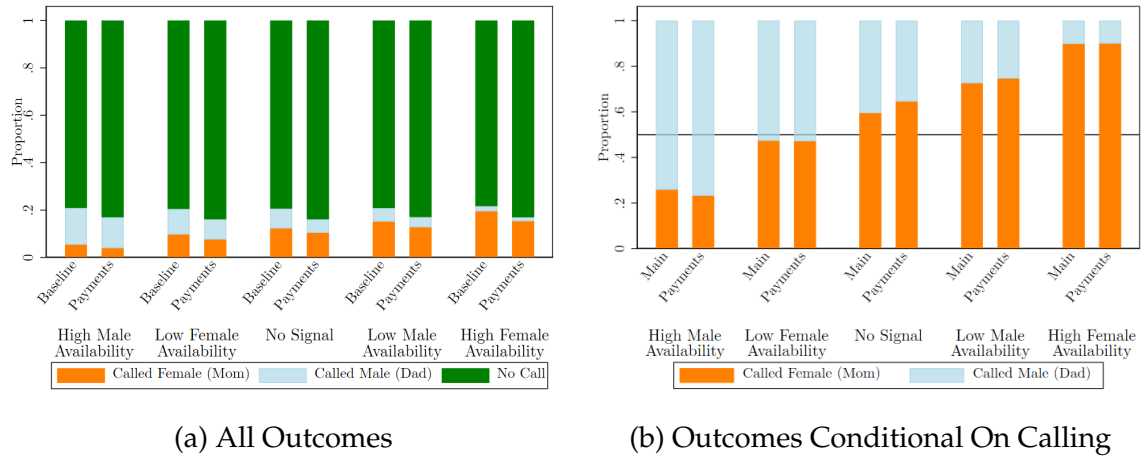 Proportion
0 .2 .4 .6 .8 1
Baseline Payments Baseline Payments Baseline Payments Baseline Payments Baseline Payments
High Male Availability
Low Female Availability
No Signal
Low Male Availability
High Female Availability
Called Female (Mom) Called Male (Dad) No Call
(a) All Outcomes
Proportion
0 .2 .4 .6 .8 1
Main Payments Main Payments Main Payments Main Payments Main Payments
High Male Availability
Low Female Availability
No Signal
Low Male Availability
High Female Availability
Called Female (Mom) Called Male (Dad)
(b) Outcomes Conditional On Calling